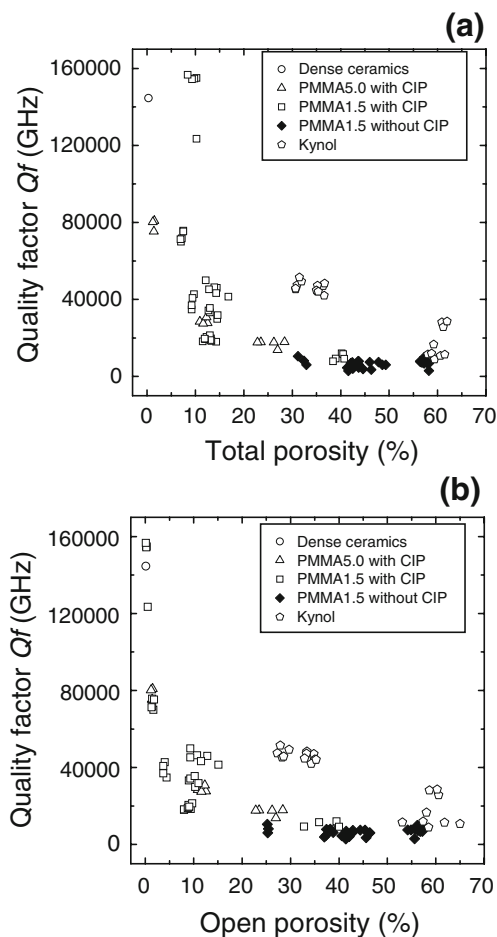 (a)
160000
120000
80000
40000
0
Quality factor Qf (GHz)
Dense ceramics
PMMA5.0 with CIP
PMMA1.5 with CIP
PMMA1.5 without CIP
Kynol
0 10 20 30 40 50 60 70
Total porosity (%)
(b)
160000
120000
80000
40000
0
Quality factor Qf (GHz)
Dense ceramics
PMMA5.0 with CIP
PMMA1.5 with CIP
PMMA1.5 without CIP
Kynol
0 10 20 30 40 50 60 70
Open porosity (%)